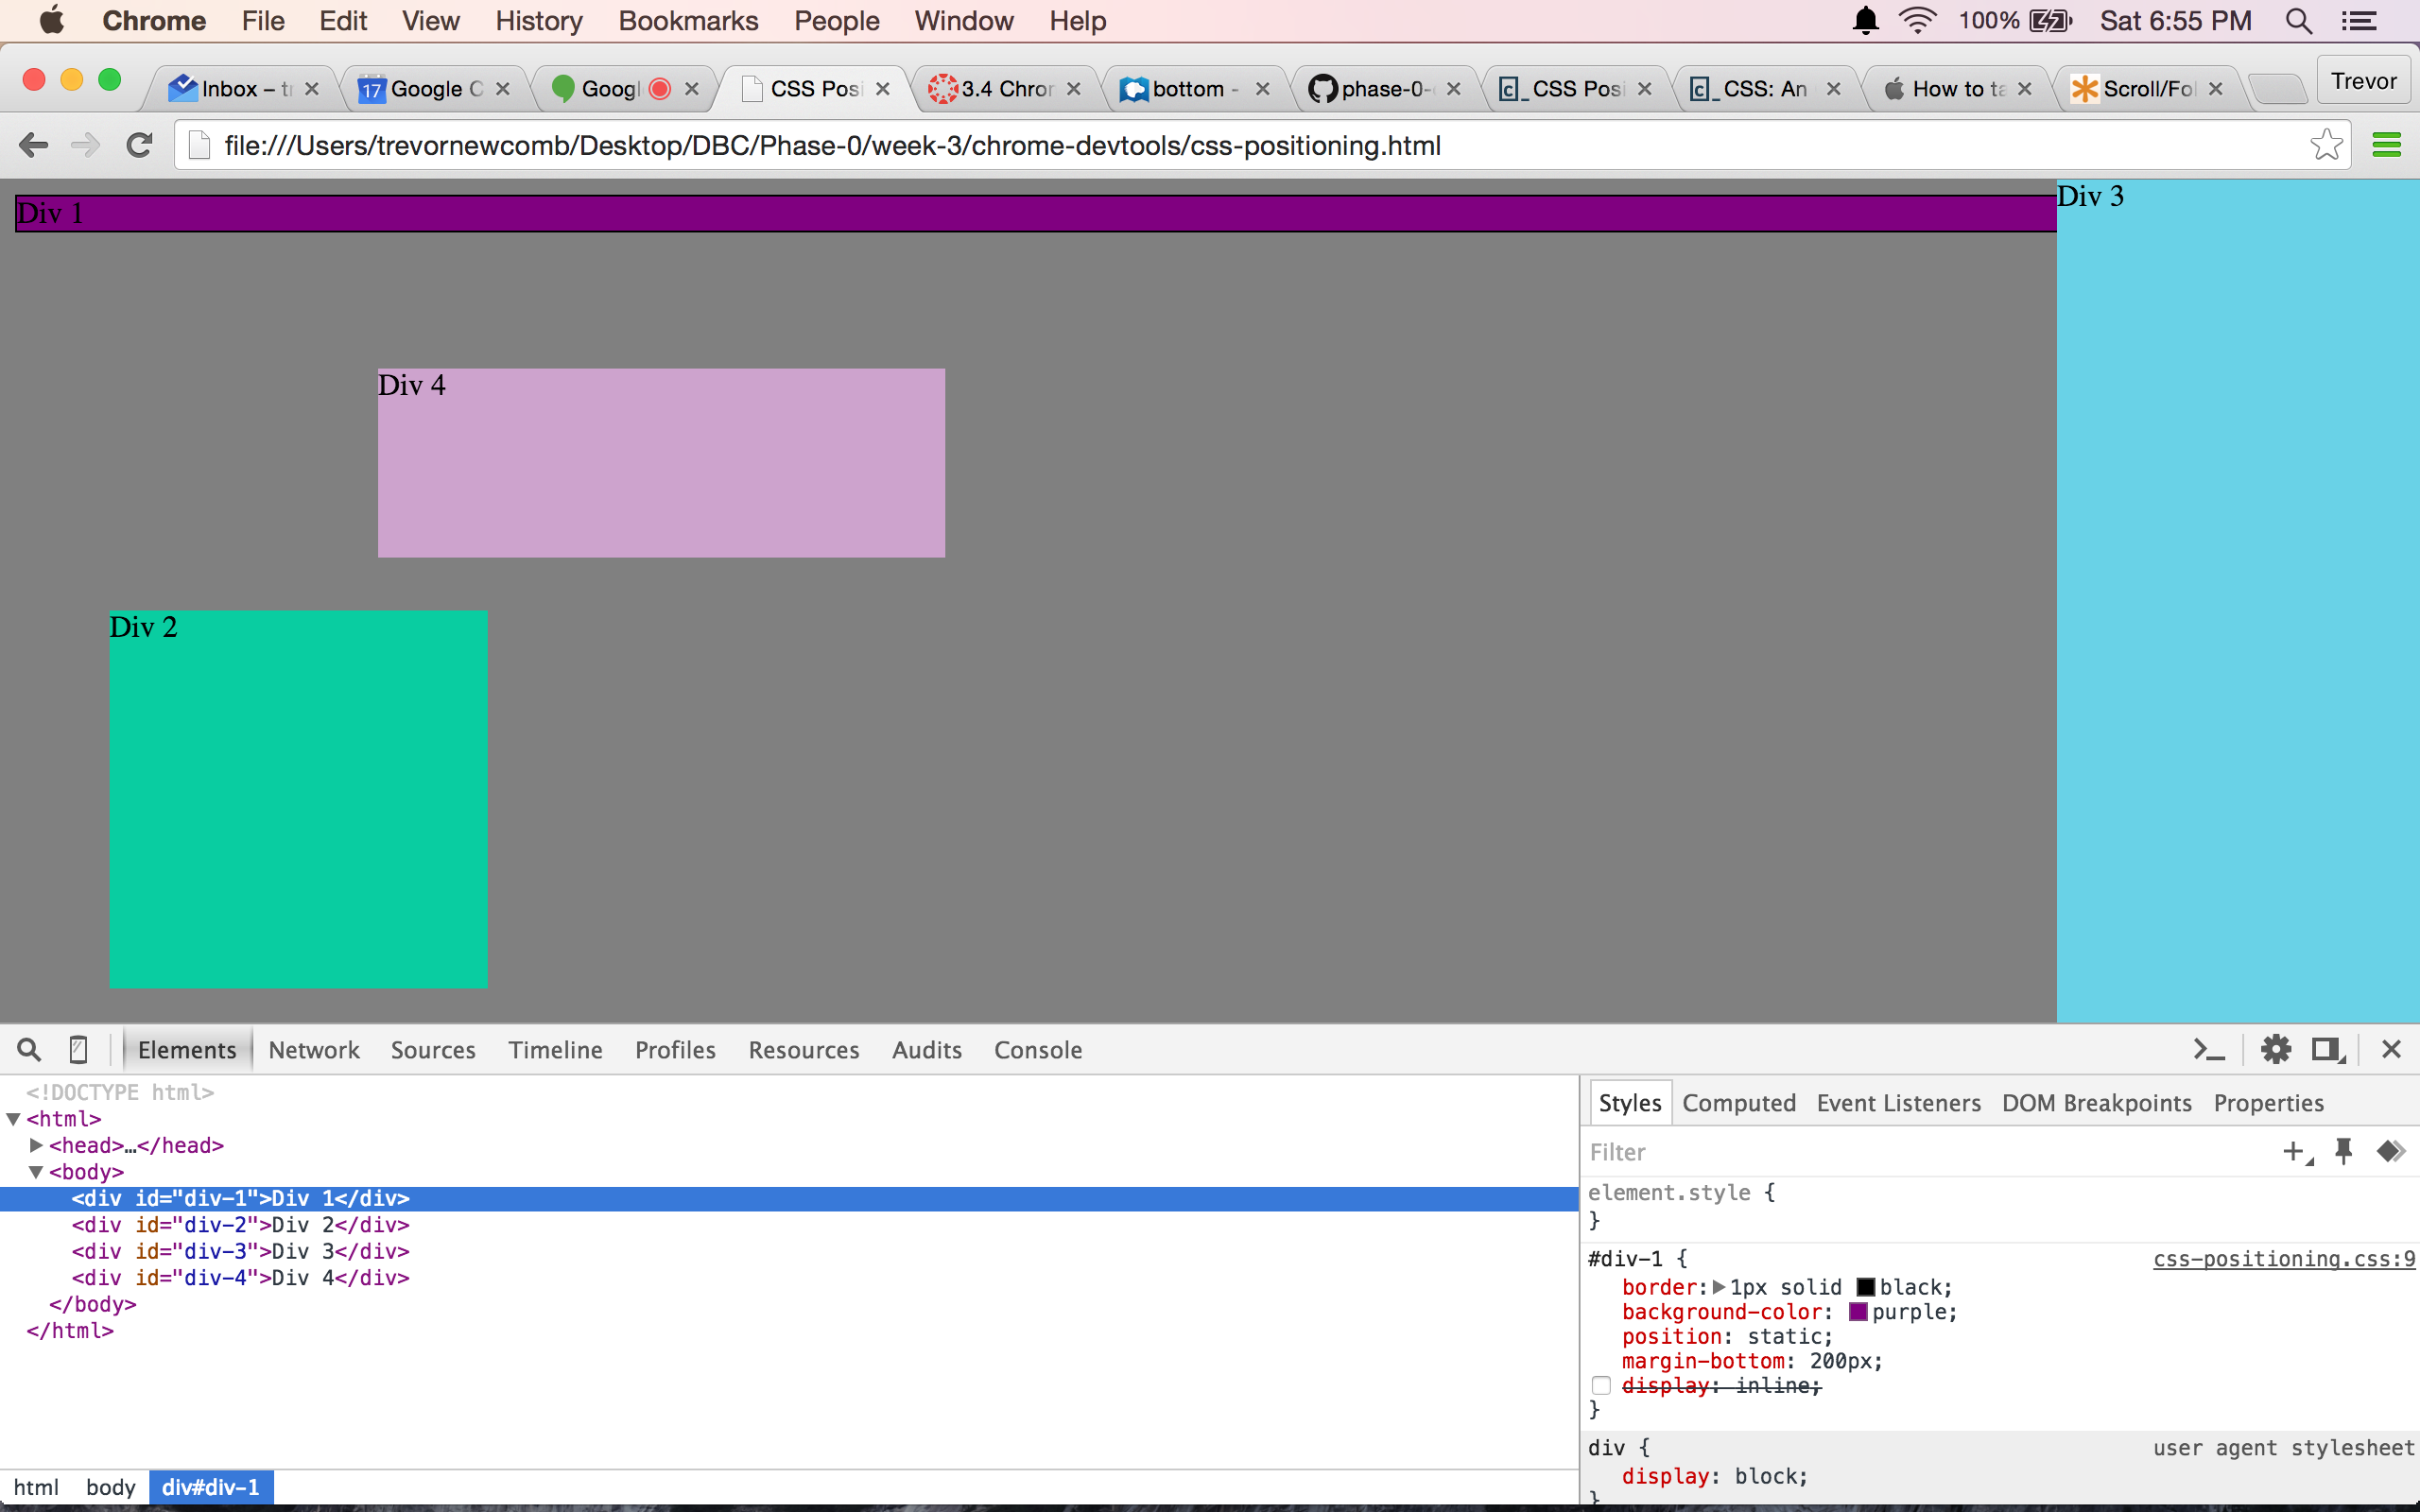 Chrome File Edit View History Bookmarks People Window Help 100% Sat 6:55 PM
Inbox – Google Googl CSS Posi 3.4 Chror bottom - phase-0- CSS Posi CSS: An How to ta Scroll/Fol Trevor
file:///Users/trevornewcomb/Desktop/DBC/Phase-0/week-3/chrome-devtools/css-positioning.html
Div 1
Div 3
Div 4
Div 2
Elements Network Sources Timeline Profiles Resources Audits Console
<!DOCTYPE html>
<html>
<head>…</head>
<body>
<div id="div-1">Div 1</div>
<div id="div-2">Div 2</div>
<div id="div-3">Div 3</div>
<div id="div-4">Div 4</div>
</body>
</html>
html body div#div-1
Styles Computed Event Listeners DOM Breakpoints Properties
Filter
element.style {
}
#div-1 { css-positioning.css:9
border: 1px solid black;
background-color: purple;
position: static;
margin-bottom: 200px;
display: inline;
}
div { user agent stylesheet
display: block;
}